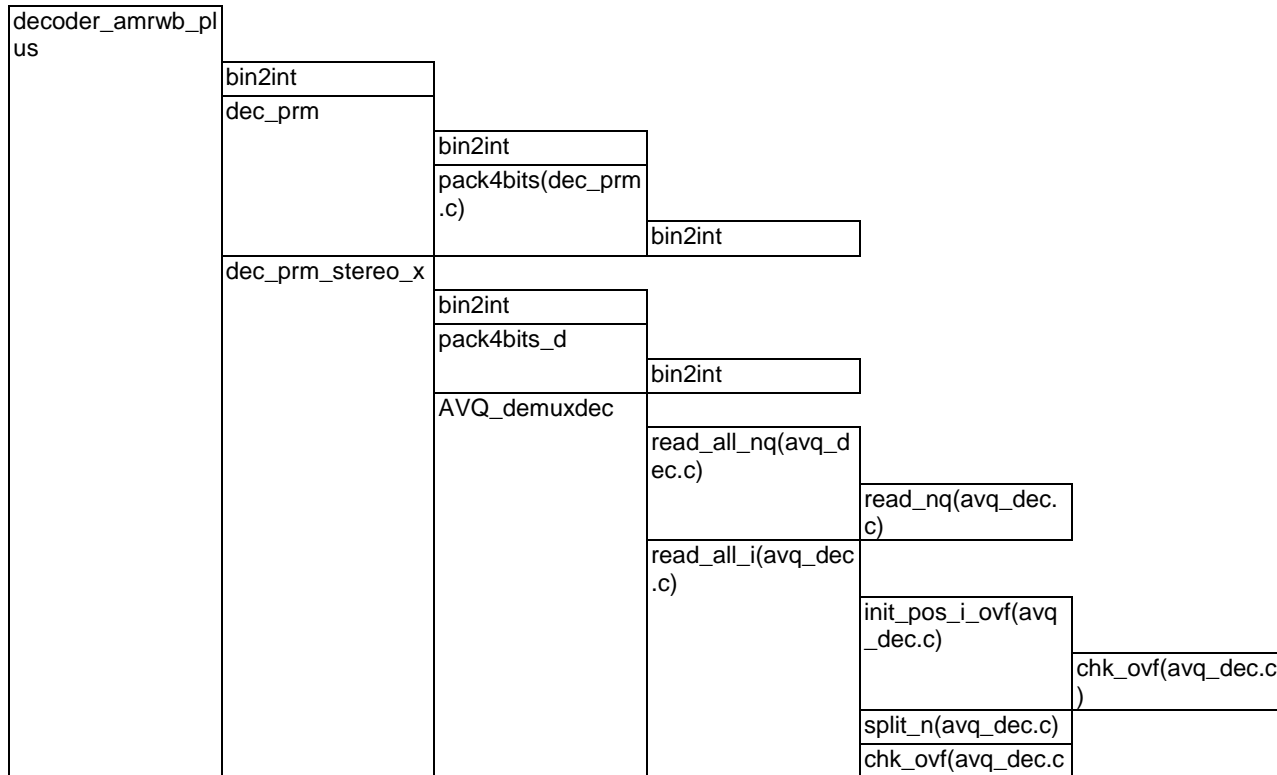 decoder_amrwb_pl
us
bin2int
dec_prm
bin2int
pack4bits(dec_prm
.c)
bin2int
dec_prm_stereo_x
bin2int
pack4bits_d
bin2int
AVQ_demuxdec
read_all_nq(avq_d
ec.c)
read_nq(avq_dec.
c)
read_all_i(avq_dec
.c)
init_pos_i_ovf(avq
_dec.c)
chk_ovf(avq_dec.c
)
split_n(avq_dec.c)
chk_ovf(avq_dec.c